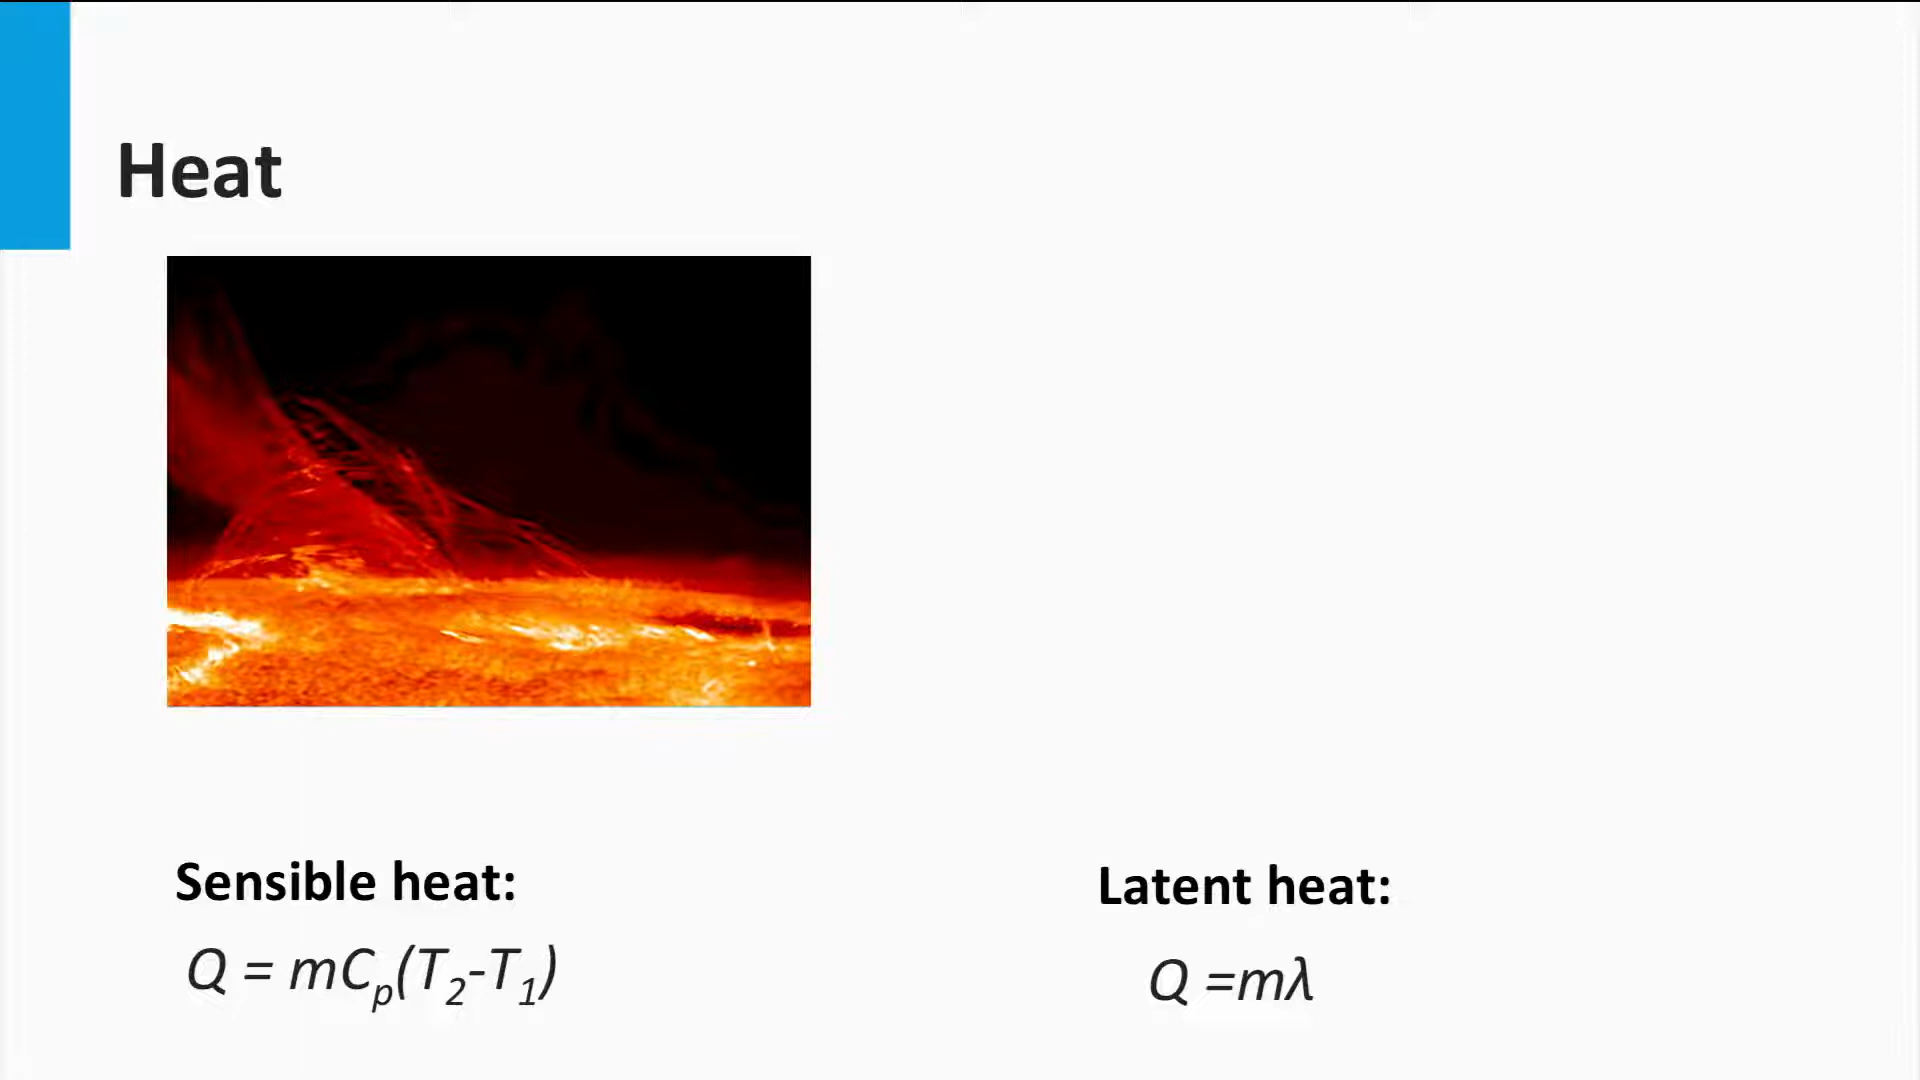 Heat
Sensible heat:
Q = mCp(T2-T1)
Latent heat:
Q =mλ